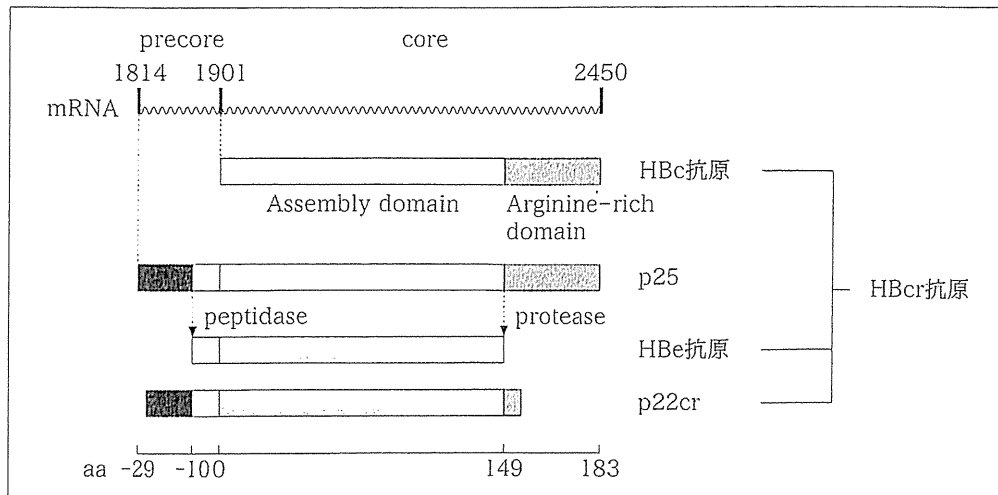 precore core
1814 1901 2450
mRNA
HBc抗原
Assembly domain Arginine-rich
domain
p25
HBcr抗原
peptidase protease
HBe抗原
p22cr
aa -29 -100 149 183